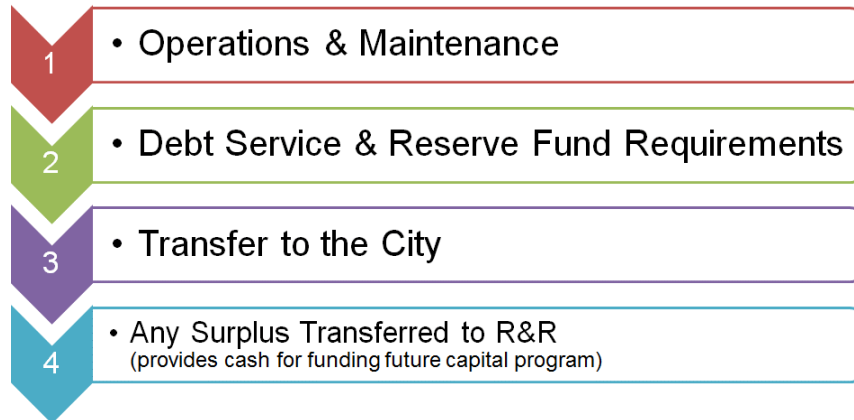 1
• Operations & Maintenance
2
• Debt Service & Reserve Fund Requirements
3
• Transfer to the City
4
• Any Surplus Transferred to R&R
(provides cash for funding future capital program)